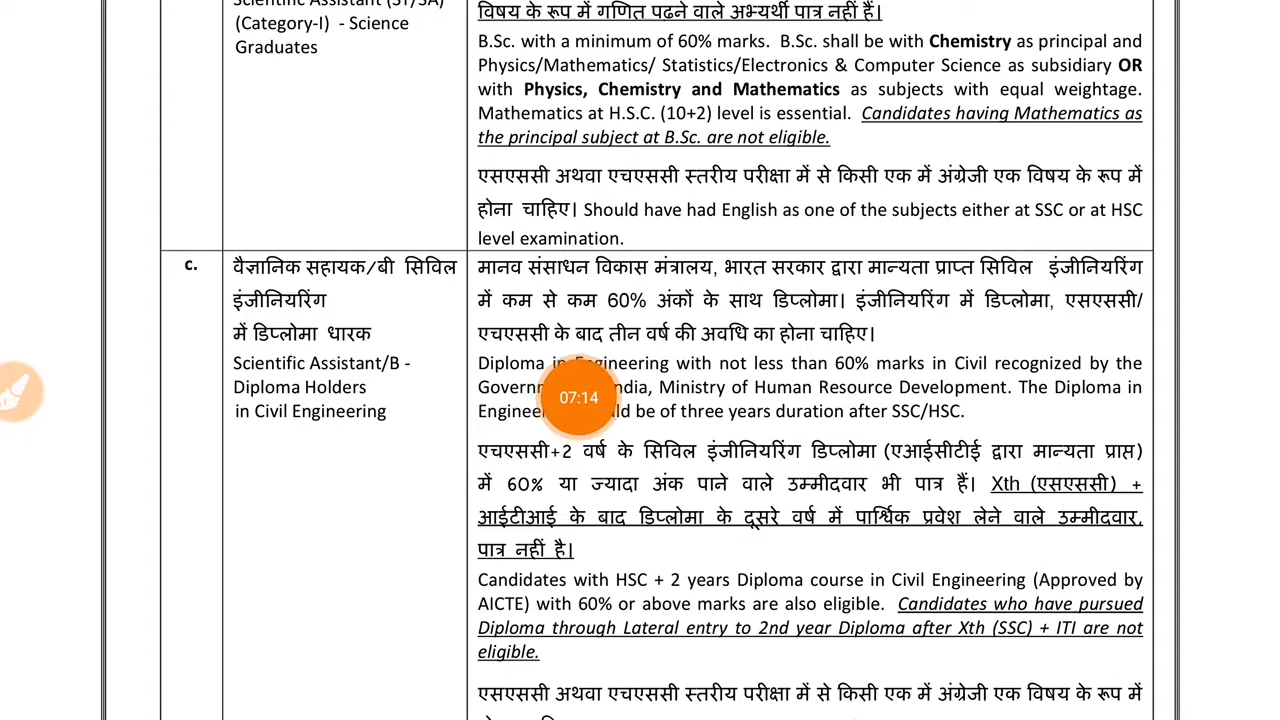 विषय के रूप में गणित पढने वाले अभ्यर्थी पात्र नहीं हैं।
(Category-I) - Science
Graduates
B.Sc. with a minimum of 60% marks. B.Sc. shall be with Chemistry as principal and
Physics/Mathematics/ Statistics/Electronics & Computer Science as subsidiary OR
with Physics, Chemistry and Mathematics as subjects with equal weightage.
Mathematics at H.S.C. (10+2) level is essential. Candidates having Mathematics as
the principal subject at B.Sc. are not eligible.
एसएससी अथवा एचएससी स्तरीय परीक्षा में से किसी एक में अंग्रेजी एक विषय के रूप में
होना चाहिए। Should have had English as one of the subjects either at SSC or at HSC
level examination.
c.
वैज्ञानिक सहायक/बी सिविल
इंजीनियरिंग
में डिप्लोमा धारक
Scientific Assistant/B -
Diploma Holders
in Civil Engineering
मानव संसाधन विकास मंत्रालय, भारत सरकार द्वारा मान्यता प्राप्त सिविल इंजीनियरिंग
में कम से कम 60% अंकों के साथ डिप्लोमा। इंजीनियरिंग में डिप्लोमा, एसएससी/
एचएससी के बाद तीन वर्ष की अवधि का होना चाहिए।
Diploma in Engineering with not less than 60% marks in Civil recognized by the
India, Ministry of Human Resource Development. The Diploma in
be of three years duration after SSC/HSC.
07:14
एचएससी+2 वर्ष के सिविल इंजीनियरिंग डिप्लोमा (एआईसीटीई द्वारा मान्यता प्राप्त)
में 60% या ज्यादा अंक पाने वाले उम्मीदवार भी पात्र हैं। Xth (एसएससी) +
आईटीआई के बाद डिप्लोमा के दूसरे वर्ष में पार्श्विक प्रवेश लेने वाले उम्मीदवार,
पात्र नहीं है।
Candidates with HSC + 2 years Diploma course in Civil Engineering (Approved by
AICTE) with 60% or above marks are also eligible. Candidates who have pursued
Diploma through Lateral entry to 2nd year Diploma after Xth (SSC) + ITI are not
eligible.
एसएससी अथवा एचएससी स्तरीय परीक्षा में से किसी एक में अंग्रेजी एक विषय के रूप में